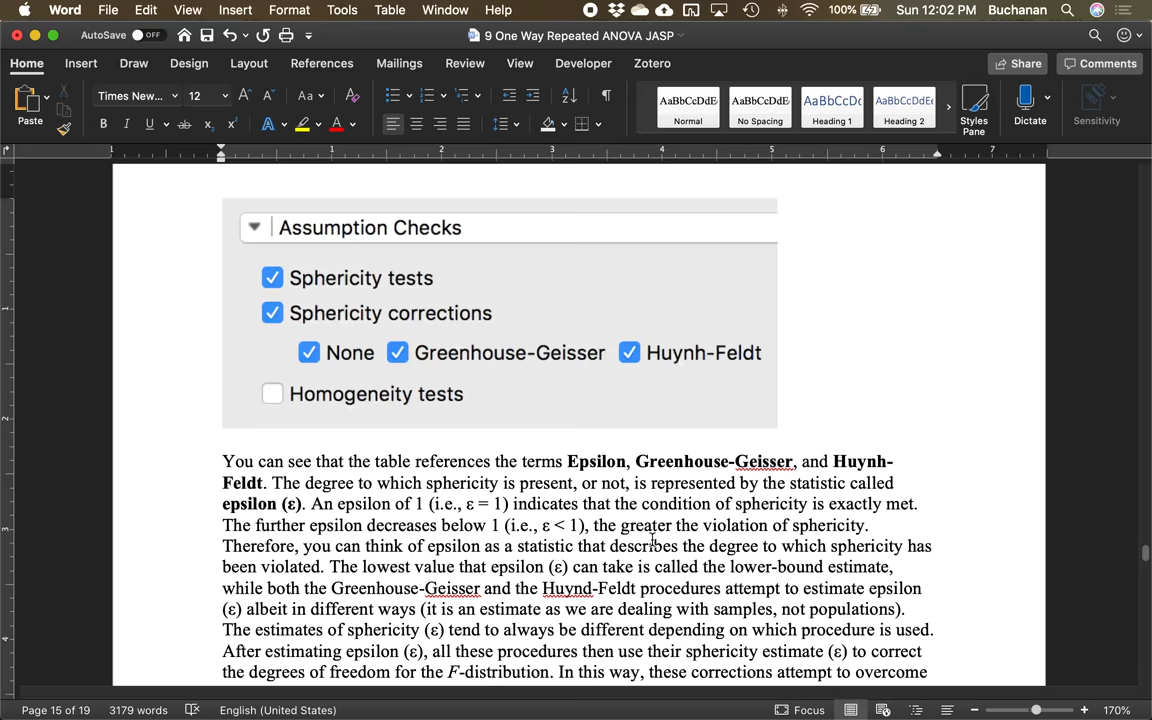 Word File Edit View Insert Format Tools Table Window Help 100% Sun 12:02 PM Buchanan
AutoSave OFF 9 One Way Repeated ANOVA JASP
Home Insert Draw Design Layout References Mailings Review View Developer Zotero Share Comments
Paste Times New... 12 Aa AaBbCcDdE AaBbCcDdE AaBbCcDc AaBbCcDdEe Styles Pane Dictate Sensitivity
Normal No Spacing Heading 1 Heading 2
1 1 2 3 4 5 6 7
Assumption Checks
Sphericity tests
Sphericity corrections
None Greenhouse-Geisser Huynh-Feldt
Homogeneity tests
You can see that the table references the terms Epsilon, Greenhouse-Geisser, and Huynh-
Feldt. The degree to which sphericity is present, or not, is represented by the statistic called
epsilon (ε). An epsilon of 1 (i.e., ε = 1) indicates that the condition of sphericity is exactly met.
The further epsilon decreases below 1 (i.e., ε < 1), the greater the violation of sphericity.
Therefore, you can think of epsilon as a statistic that describes the degree to which sphericity has
been violated. The lowest value that epsilon (ε) can take is called the lower-bound estimate,
while both the Greenhouse-Geisser and the Huynd-Feldt procedures attempt to estimate epsilon
(ε) albeit in different ways (it is an estimate as we are dealing with samples, not populations).
The estimates of sphericity (ε) tend to always be different depending on which procedure is used.
After estimating epsilon (ε), all these procedures then use their sphericity estimate (ε) to correct
the degrees of freedom for the F-distribution. In this way, these corrections attempt to overcome
Page 15 of 19 3179 words English (United States) Focus 170%